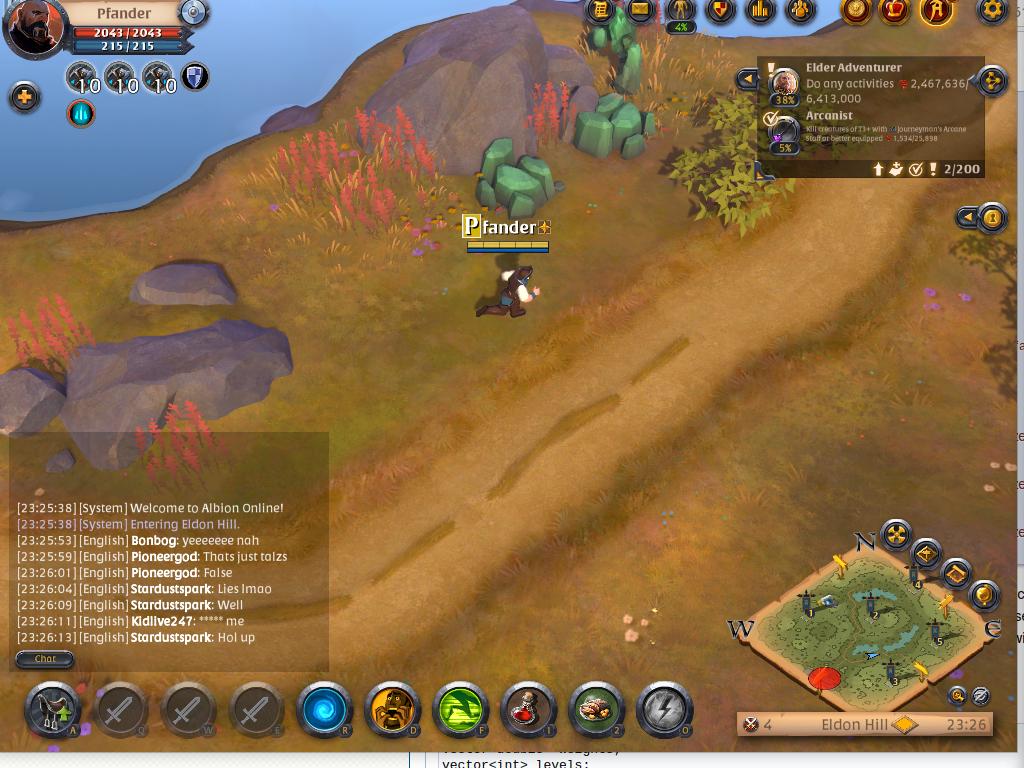 Pfander
2043 / 2043
215 / 215
10 10 10
4%
Elder Adventurer
Do any activities 2,467,636/
6,413,000
38%
Arcanist
Kill creatures of T3+ with Journeyman's Arcane
Staff or better equipped 1,534/25,898
5%
2/200
1
Pfander
[23:25:38] [System] Welcome to Albion Online!
[23:25:38] [System] Entering Eldon Hill.
[23:25:53] [English] Bonbog: yeeeeeee nah
[23:25:59] [English] Pioneergod: Thats just talzs
[23:26:01] [English] Pioneergod: False
[23:26:04] [English] Stardustspark: Lies lmao
[23:26:09] [English] Stardustspark: Well
[23:26:11] [English] Kidlive247: ***** me
[23:26:13] [English] Stardustspark: Hol up
Chat
A Q W E R D F 1 2 O
N
W
E
1 2 3 4 5
4 Eldon Hill 23:26
vector<int> levels;